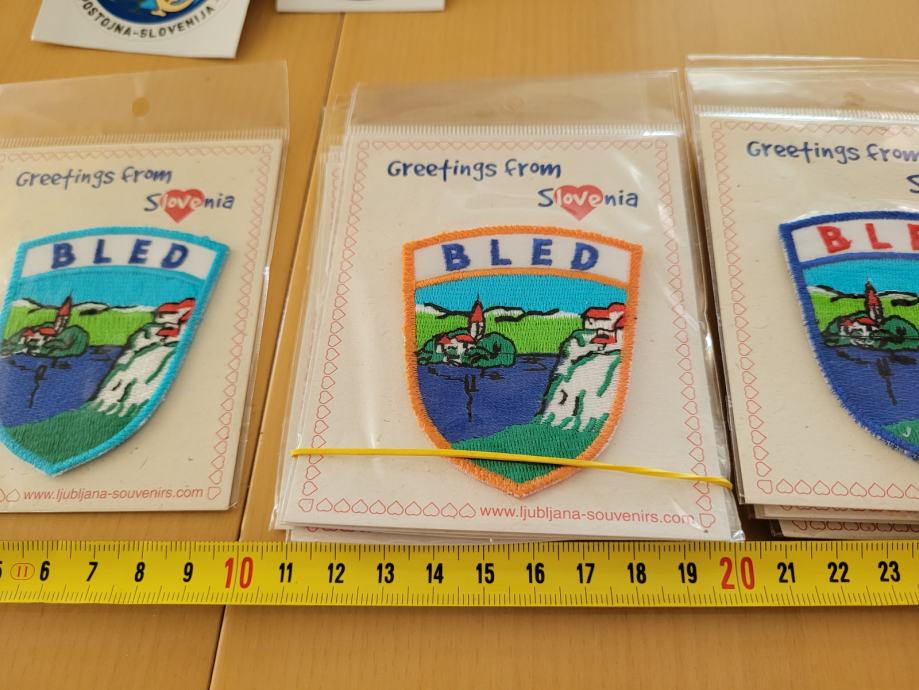 POSTOJNA-SLOVENIJA
Greetings from
Slovenia
BLED
www.ljubljana-souvenirs.com
Greetings from
Slovenia
BLED
www.ljubljana-souvenirs.com
Greetings from
S
BLE
11 6 7 8 9 10 11 12 13 14 15 16 17 18 19 20 21 22 23